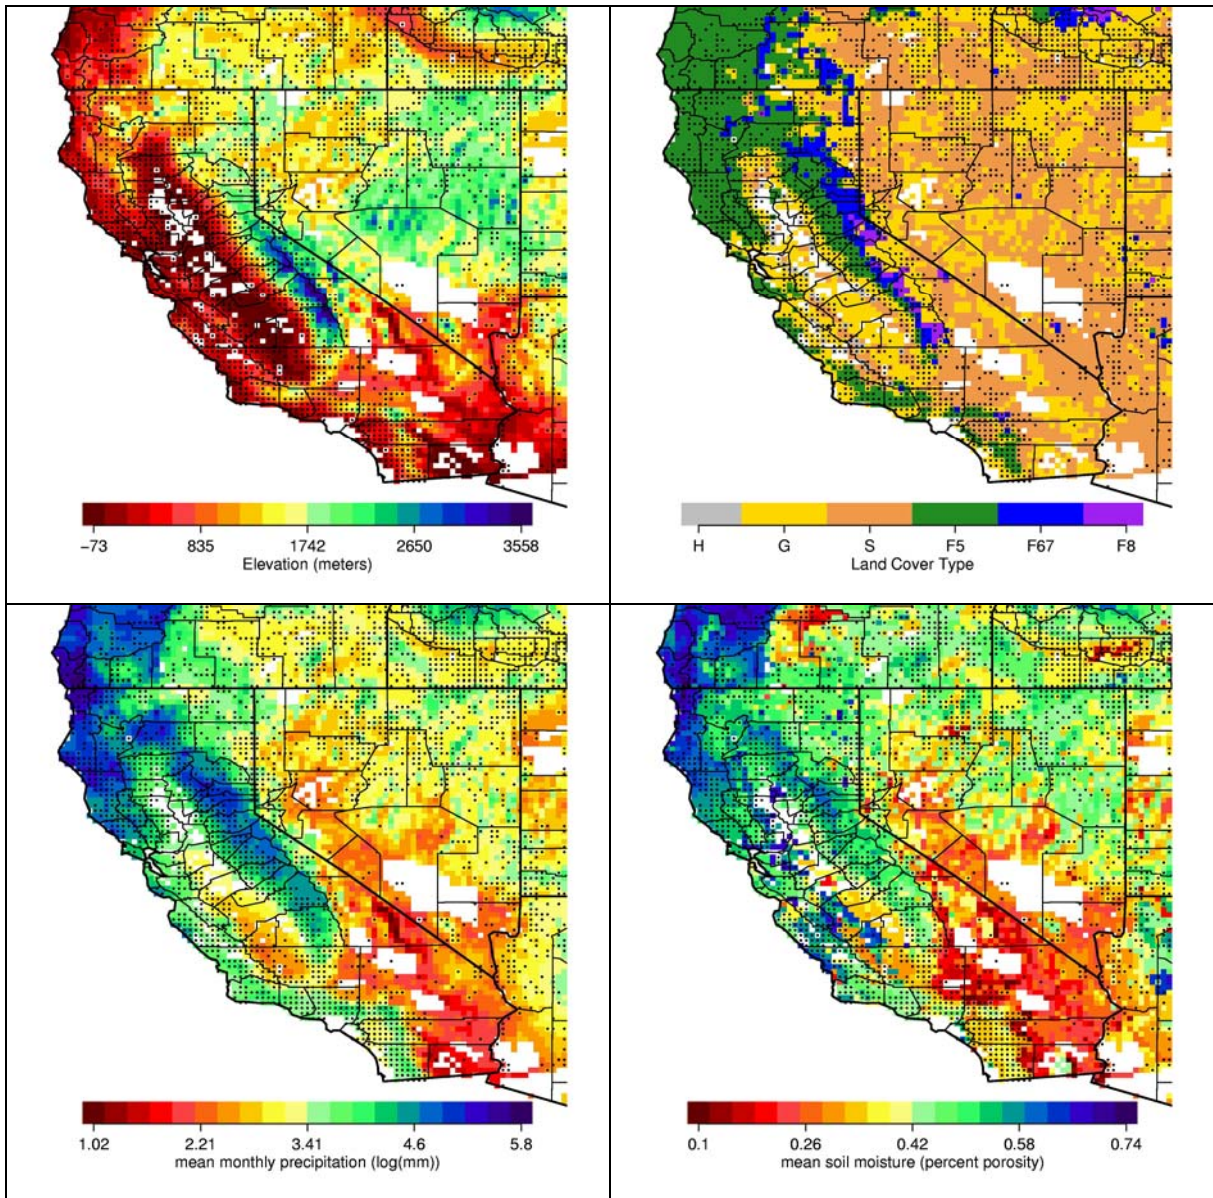 −73 835 1742 2650 3558
Elevation (meters)
H G S F5 F67 F8
Land Cover Type
1.02 2.21 3.41 4.6 5.8
mean monthly precipitation (log(mm))
0.1 0.26 0.42 0.58 0.74
mean soil moisture (percent porosity)